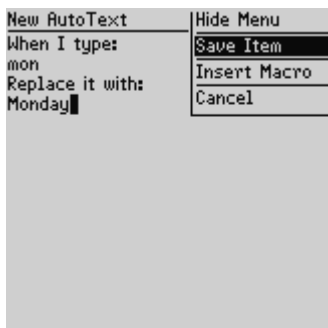 New AutoText
When I type:
mon
Replace it with:
Monday
Hide Menu
Save Item
Insert Macro
Cancel